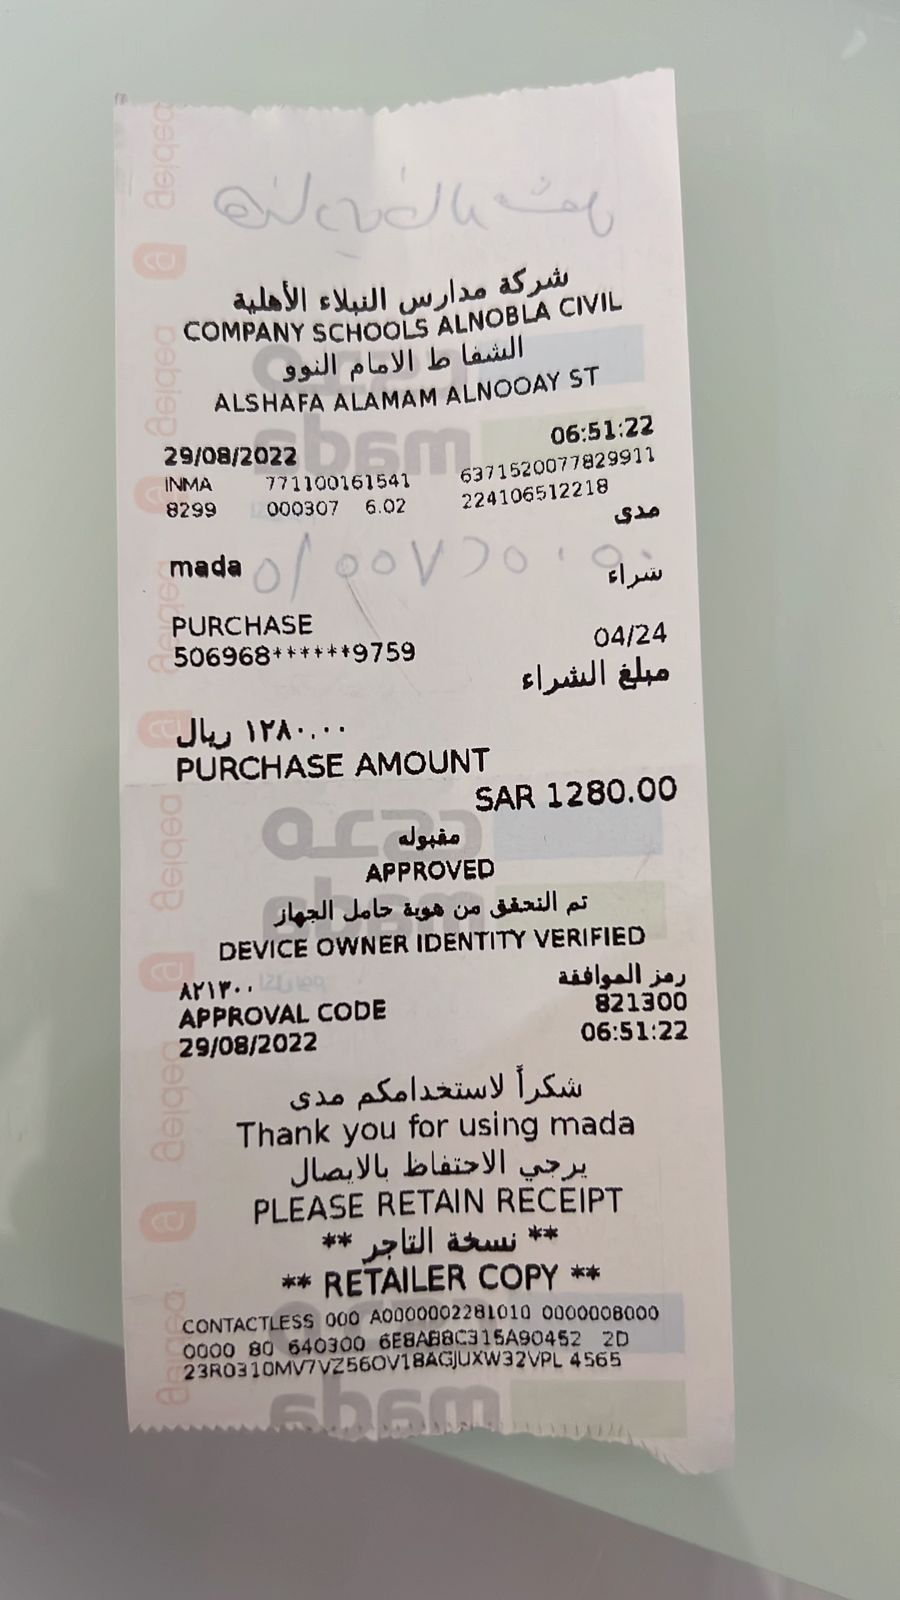 شركة مدارس النبلاء الأهلية
COMPANY SCHOOLS ALNOBLA CIVIL
الشفا ط الامام النوو
ALSHAFA ALAMAM ALNOOAY ST
29/08/2022 06:51:22
INMA 771100161541 6371520077829911
8299 000307 6.02 224106512218
مدى
mada
شراء
PURCHASE
506968******9759 04/24
مبلغ الشراء
١٢٨٠.٠٠ ريال
PURCHASE AMOUNT
SAR 1280.00
مقبوله
APPROVED
تم التحقق من هوية حامل الجهاز
DEVICE OWNER IDENTITY VERIFIED
رمز الموافقة
٨٢١٣٠٠
APPROVAL CODE 821300
29/08/2022 06:51:22
شكراً لاستخدامكم مدى
Thank you for using mada
يرجي الاحتفاظ بالايصال
PLEASE RETAIN RECEIPT
** نسخة التاجر **
** RETAILER COPY **
CONTACTLESS 000 A0000002281010 0000008000
0000 80 640300 6E8AB8C315A90452 2D
23R0310MV7VZ56OV18AGJUXW32VPL 4565